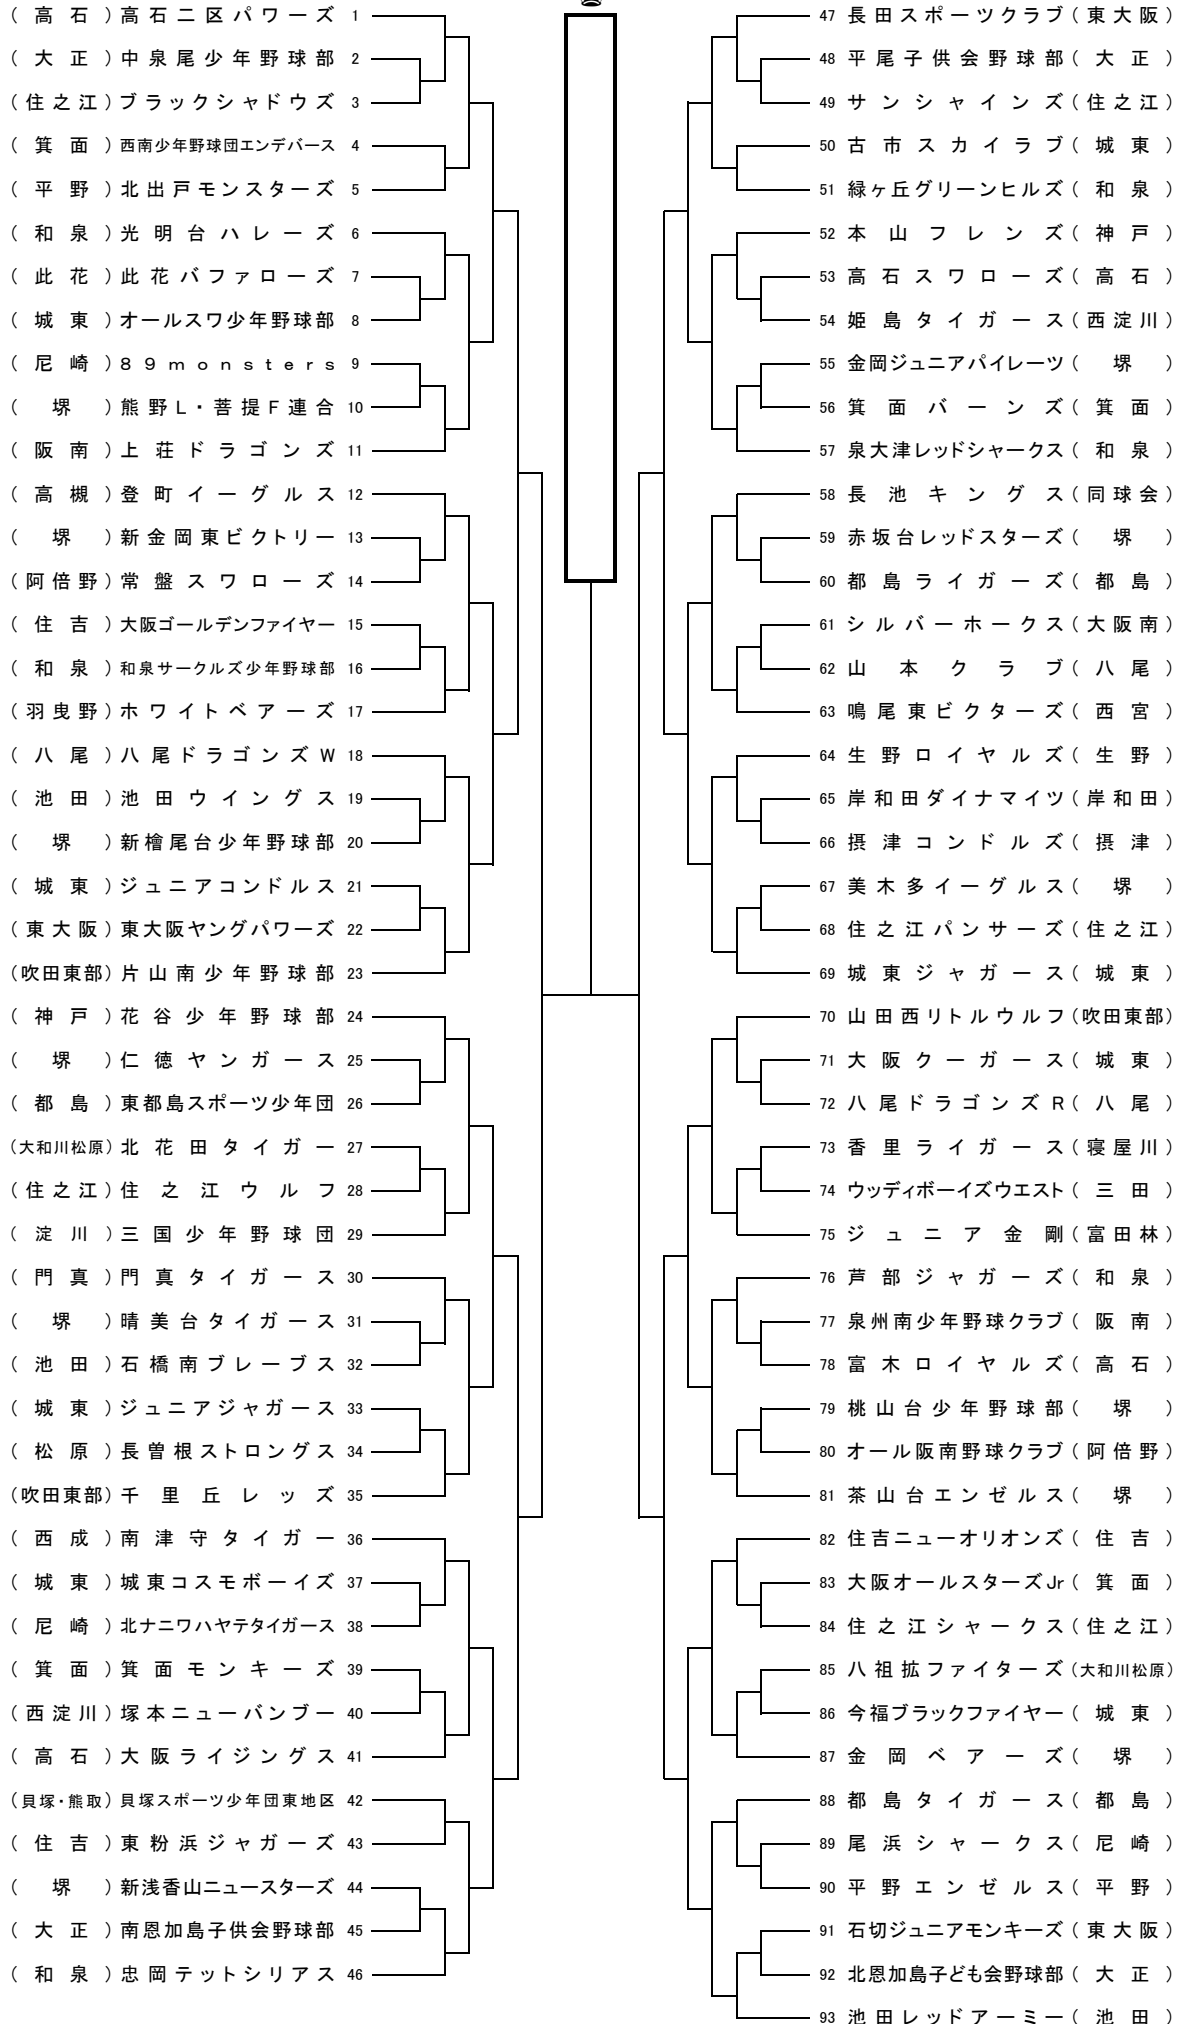 （高石）高石二区パワーズ 1
（大正）中泉尾少年野球部 2
（住之江）ブラックシャドウズ 3
（箕面）西南少年野球団エンデバース 4
（平野）北出戸モンスターズ 5
（和泉）光明台ハレーズ 6
（此花）此花バファローズ 7
（城東）オールスワ少年野球部 8
（尼崎）８９ｍｏｎｓｔｅｒｓ 9
（堺）熊野Ｌ・菩提Ｆ連合 10
（阪南）上荘ドラゴンズ 11
（高槻）登町イーグルス 12
（堺）新金岡東ビクトリー 13
（阿倍野）常盤スワローズ 14
（住吉）大阪ゴールデンファイヤー 15
（和泉）和泉サークルズ少年野球部 16
（羽曳野）ホワイトベアーズ 17
（八尾）八尾ドラゴンズＷ 18
（池田）池田ウイングス 19
（堺）新檜尾台少年野球部 20
（城東）ジュニアコンドルス 21
（東大阪）東大阪ヤングパワーズ 22
（吹田東部）片山南少年野球部 23
（神戸）花谷少年野球部 24
（堺）仁徳ヤンガース 25
（都島）東都島スポーツ少年団 26
（大和川松原）北花田タイガー 27
（住之江）住之江ウルフ 28
（淀川）三国少年野球団 29
（門真）門真タイガース 30
（堺）晴美台タイガース 31
（池田）石橋南ブレーブス 32
（城東）ジュニアジャガース 33
（松原）長曽根ストロングス 34
（吹田東部）千里丘レッズ 35
（西成）南津守タイガー 36
（城東）城東コスモボーイズ 37
（尼崎）北ナニワハヤテタイガース 38
（箕面）箕面モンキーズ 39
（西淀川）塚本ニューバンブー 40
（高石）大阪ライジングス 41
（貝塚・熊取）貝塚スポーツ少年団東地区 42
（住吉）東粉浜ジャガーズ 43
（堺）新浅香山ニュースターズ 44
（大正）南恩加島子供会野球部 45
（和泉）忠岡テットシリアス 46
47 長田スポーツクラブ（東大阪）
48 平尾子供会野球部（大正）
49 サンシャインズ（住之江）
50 古市スカイラブ（城東）
51 緑ヶ丘グリーンヒルズ（和泉）
52 本山フレンズ（神戸）
53 高石スワローズ（高石）
54 姫島タイガース（西淀川）
55 金岡ジュニアパイレーツ（堺）
56 箕面バーンズ（箕面）
57 泉大津レッドシャークス（和泉）
58 長池キングス（同球会）
59 赤坂台レッドスターズ（堺）
60 都島ライガーズ（都島）
61 シルバーホークス（大阪南）
62 山本クラブ（八尾）
63 鳴尾東ビクターズ（西宮）
64 生野ロイヤルズ（生野）
65 岸和田ダイナマイツ（岸和田）
66 摂津コンドルズ（摂津）
67 美木多イーグルス（堺）
68 住之江パンサーズ（住之江）
69 城東ジャガース（城東）
70 山田西リトルウルフ（吹田東部）
71 大阪クーガース（城東）
72 八尾ドラゴンズＲ（八尾）
73 香里ライガース（寝屋川）
74 ウッディボーイズウエスト（三田）
75 ジュニア金剛（富田林）
76 芦部ジャガーズ（和泉）
77 泉州南少年野球クラブ（阪南）
78 富木ロイヤルズ（高石）
79 桃山台少年野球部（堺）
80 オール阪南野球クラブ（阿倍野）
81 茶山台エンゼルス（堺）
82 住吉ニューオリオンズ（住吉）
83 大阪オールスターズJr（箕面）
84 住之江シャークス（住之江）
85 八祖拡ファイターズ（大和川松原）
86 今福ブラックファイヤー（城東）
87 金岡ベアーズ（堺）
88 都島タイガース（都島）
89 尾浜シャークス（尼崎）
90 平野エンゼルス（平野）
91 石切ジュニアモンキーズ（東大阪）
92 北恩加島子ども会野球部（大正）
93 池田レッドアーミー（池田）